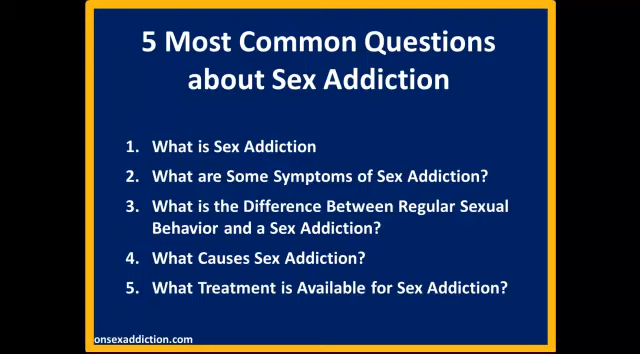 5 Most Common Questions
about Sex Addiction
1. What is Sex Addiction
2. What are Some Symptoms of Sex Addiction?
3. What is the Difference Between Regular Sexual
Behavior and a Sex Addiction?
4. What Causes Sex Addiction?
5. What Treatment is Available for Sex Addiction?
onsexaddiction.com